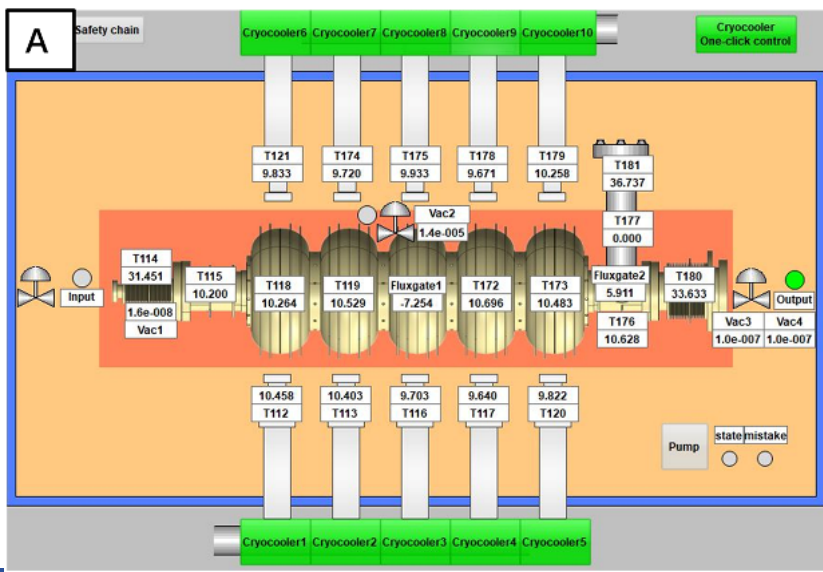 A
Safety chain
Cryocooler6 Cryocooler7 Cryocooler8 Cryocooler9 Cryocooler10
Cryocooler
One-click control
T121 T174 T175 T178 T179
9.833 9.720 9.933 9.671 10.258
T181
36.737
T177
0.000
Vac2
1.4e-005
T114
31.451
T115
10.200
T118
10.264
T119
10.529
Fluxgate1
-7.254
T172
10.696
T173
10.483
Fluxgate2
5.911
T180
33.633
Input
Output
1.6e-008
Vac1
T176
10.628
Vac3 Vac4
1.0e-007 1.0e-007
10.458 10.403 9.703 9.640 9.822
T112 T113 T116 T117 T120
Pump
state mistake
Cryocooler1 Cryocooler2 Cryocooler3 Cryocooler4 Cryocooler5